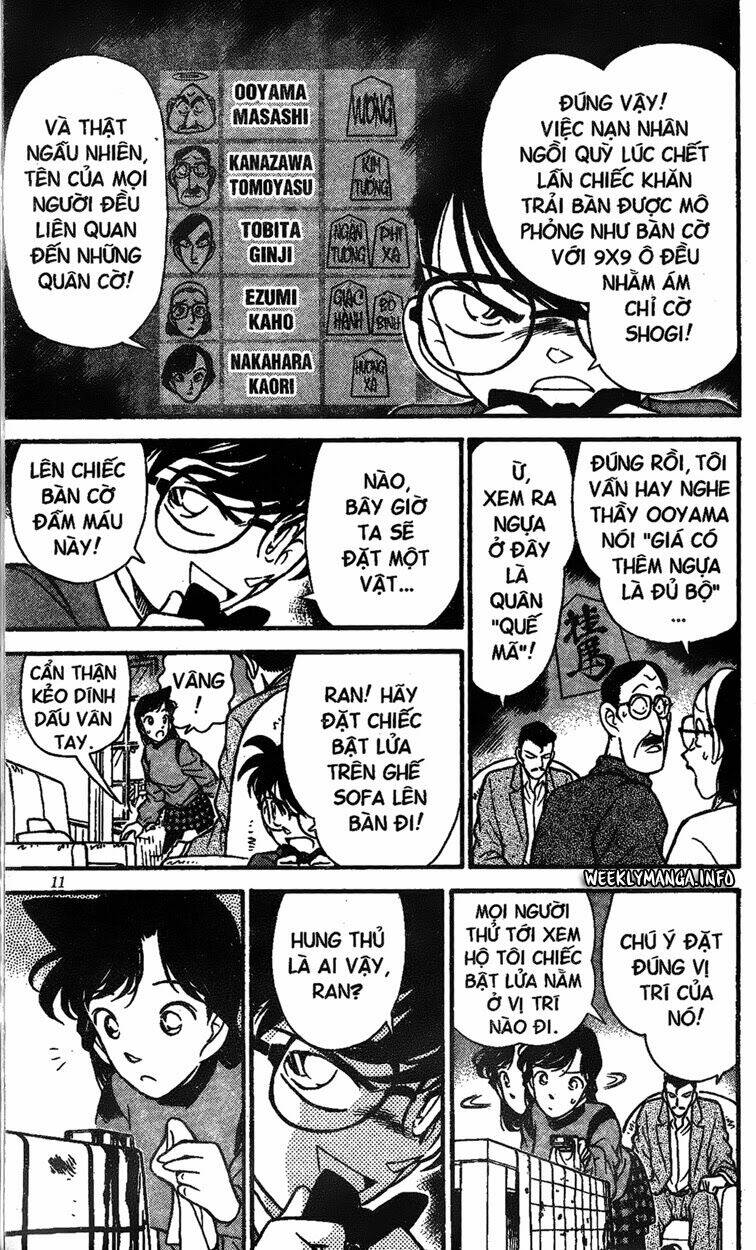 ĐÚNG VẬY!
VIỆC NẠN NHÂN
NGỒI QUỲ LÚC CHẾT
LẪN CHIẾC KHĂN
TRẢI BÀN ĐƯỢC MÔ
PHỎNG NHƯ BÀN CỜ
VỚI 9X9 Ô ĐỀU
NHẰM ÁM
CHỈ CỜ
SHOGI!
OOYAMA
MASASHI
VƯƠNG
KANAZAWA
TOMOYASU
KIM
TƯỚNG
TOBITA
GINJI
NGÂN
TƯỚNG
PHI
XA
EZUMI
KAHO
GIÁC
HÀNH
BỘ
BINH
NAKAHARA
KAORI
HƯƠNG
XA
VÀ THẬT
NGẪU NHIÊN,
TÊN CỦA MỌI
NGƯỜI ĐỀU
LIÊN QUAN
ĐẾN NHỮNG
QUÂN CỜ!
ĐÚNG RỒI, TÔI
VẪN HAY NGHE
THẦY OOYAMA
NÓI "GIÁ CÓ
THÊM NGỰA
LÀ ĐỦ BỘ"
...
Ừ,
XEM RA
NGỰA
Ở ĐÂY
LÀ
QUÂN
"QUẾ
MÃ"!
桂
馬
NÀO,
BÂY GIỜ
TA SẼ
ĐẶT MỘT
VẬT...
LÊN CHIẾC
BÀN CỜ
ĐẪM MÁU
NÀY!
RAN! HÃY
ĐẶT CHIẾC
BẬT LỬA
TRÊN GHẾ
SOFA LÊN
BÀN ĐI!
VÂNG
!
CẨN THẬN
KẺO DÍNH
DẤU VÂN
TAY.
11
WEEKLYMANGA.INFO
CHÚ Ý ĐẶT
ĐÚNG VỊ
TRÍ CỦA
NÓ!
MỌI NGƯỜI
THỬ TỚI XEM
HỘ TÔI CHIẾC
BẬT LỬA NẰM
Ở VỊ TRÍ
NÀO ĐI.
HUNG THỦ
LÀ AI VẬY,
RAN?